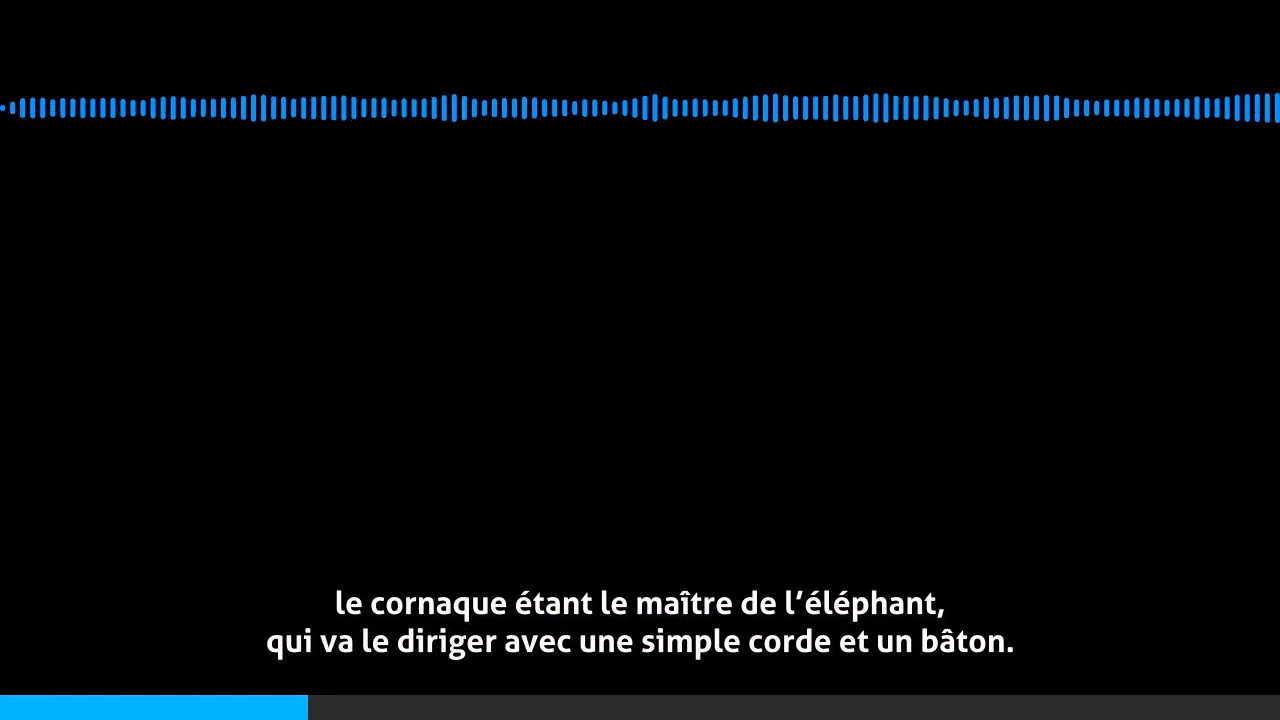 le cornaque étant le maître de l’éléphant,
qui va le diriger avec une simple corde et un bâton.